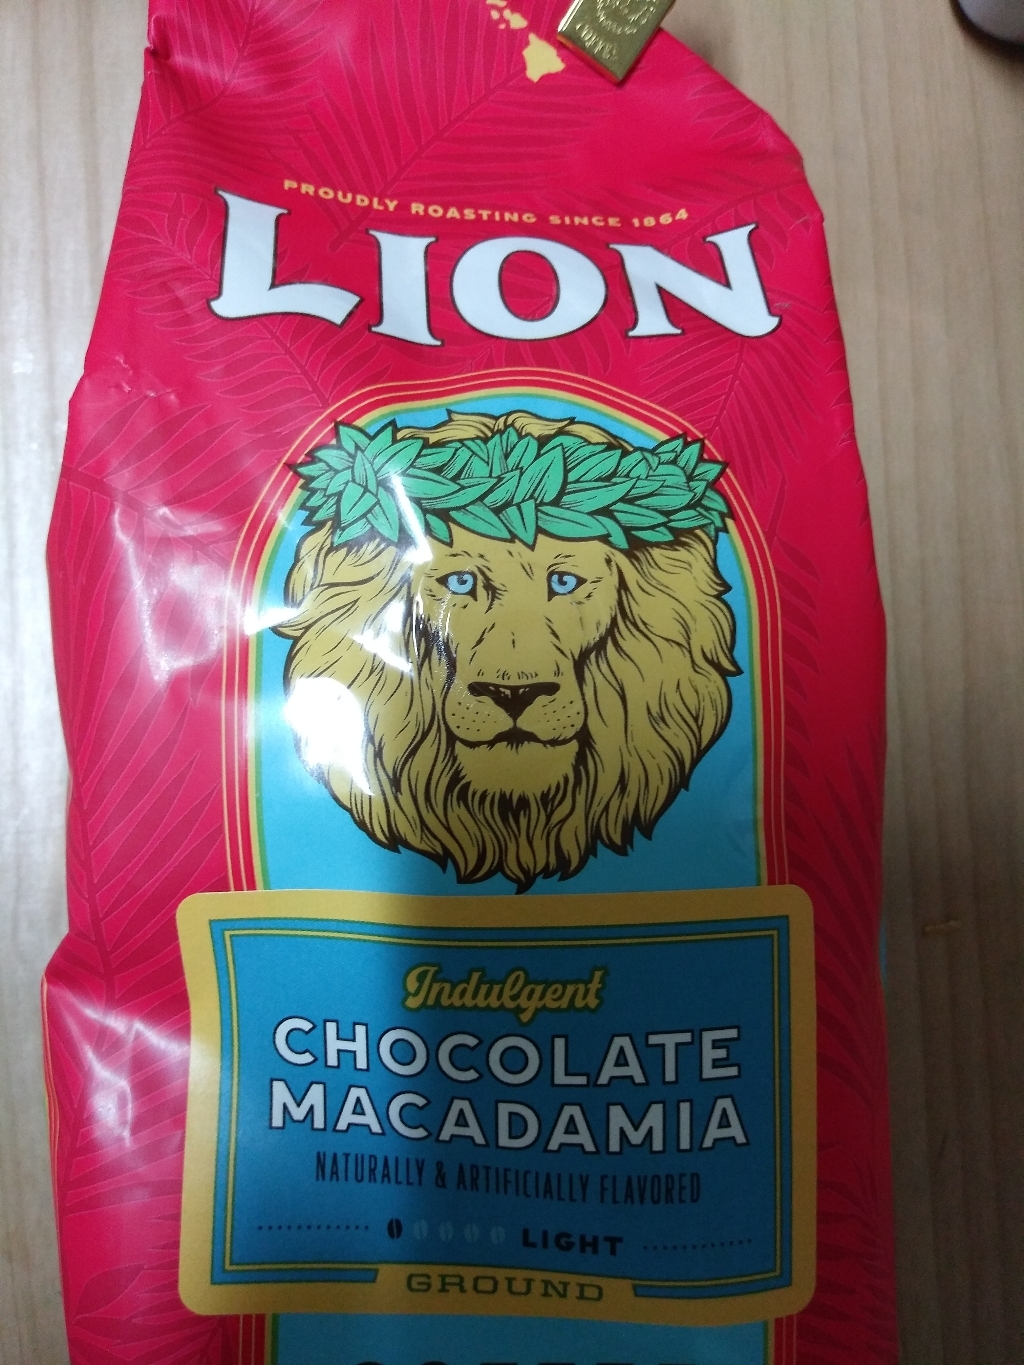 PROUDLY ROASTING SINCE 1864
LION
Indulgent
CHOCOLATE
MACADAMIA
NATURALLY & ARTIFICIALLY FLAVORED
LIGHT
GROUND